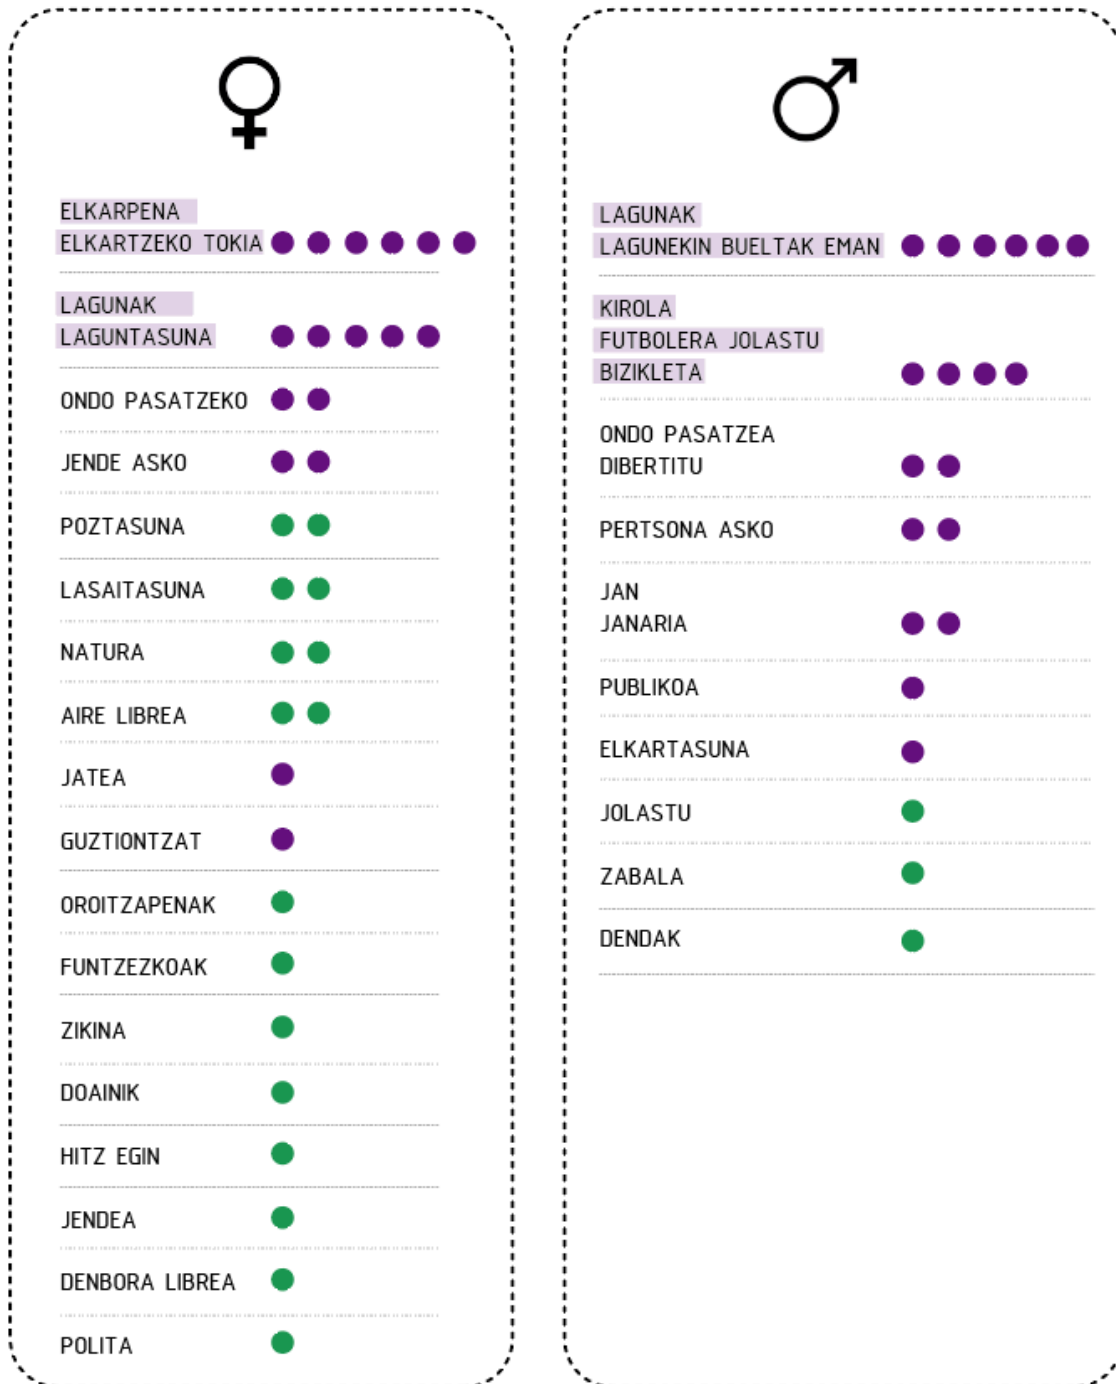 ELKARPENA
ELKARTZEKO TOKIA
LAGUNAK
LAGUNTASUNA
ONDO PASATZEKO
JENDE ASKO
POZTASUNA
LASAITASUNA
NATURA
AIRE LIBREA
JATEA
GUZTIONTZAT
OROITZAPENAK
FUNTZEZKOAK
ZIKINA
DOAINIK
HITZ EGIN
JENDEA
DENBORA LIBREA
POLITA
LAGUNAK
LAGUNEKIN BUELTAK EMAN
KIROLA
FUTBOLERA JOLASTU
BIZIKLETA
ONDO PASATZEA
DIBERTITU
PERTSONA ASKO
JAN
JANARIA
PUBLIKOA
ELKARTASUNA
JOLASTU
ZABALA
DENDAK